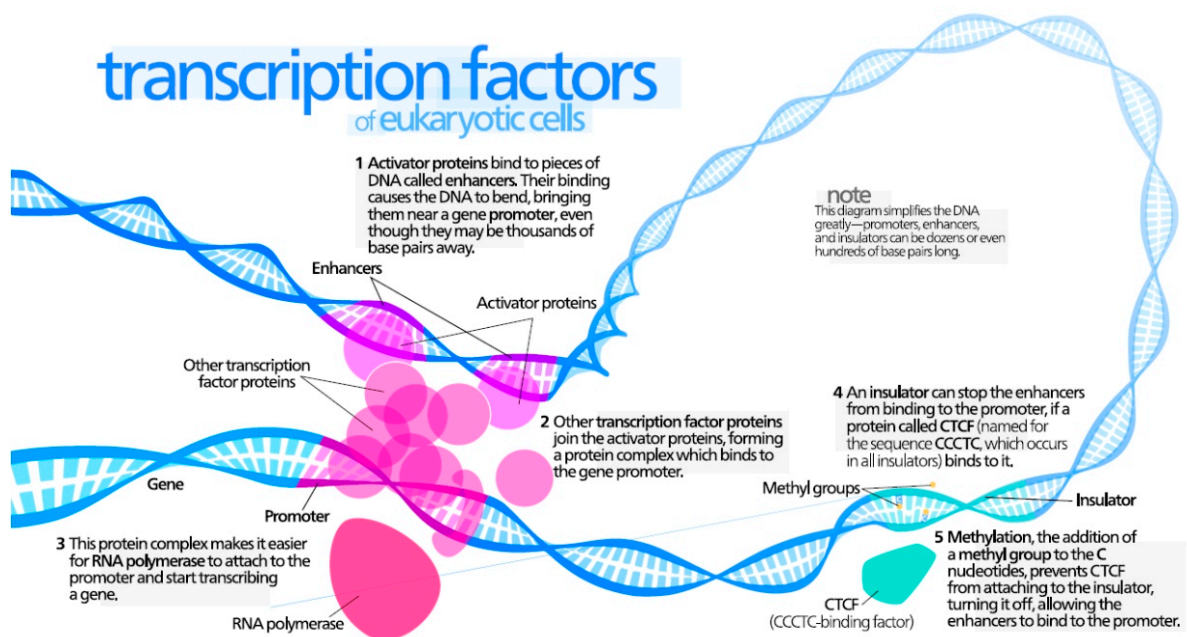 transcription factors
of eukaryotic cells
1 Activator proteins bind to pieces of
DNA called enhancers. Their binding
causes the DNA to bend, bringing
them near a gene promoter, even
though they may be thousands of
base pairs away.
note
This diagram simplifies the DNA
greatly—promoters, enhancers,
and insulators can be dozens or even
hundreds of base pairs long.
Enhancers
Activator proteins
Other transcription
factor proteins
2 Other transcription factor proteins
join the activator proteins, forming
a protein complex which binds to
the gene promoter.
4 An insulator can stop the enhancers
from binding to the promoter, if a
protein called CTCF (named for
the sequence CCCTC, which occurs
in all insulators) binds to it.
Gene
Methyl groups
Insulator
Promoter
3 This protein complex makes it easier
for RNA polymerase to attach to the
promoter and start transcribing
a gene.
RNA polymerase
5 Methylation, the addition of
a methyl group to the C
nucleotides, prevents CTCF
from attaching to the insulator,
turning it off, allowing the
enhancers to bind to the promoter.
CTCF
(CCCTC-binding factor)